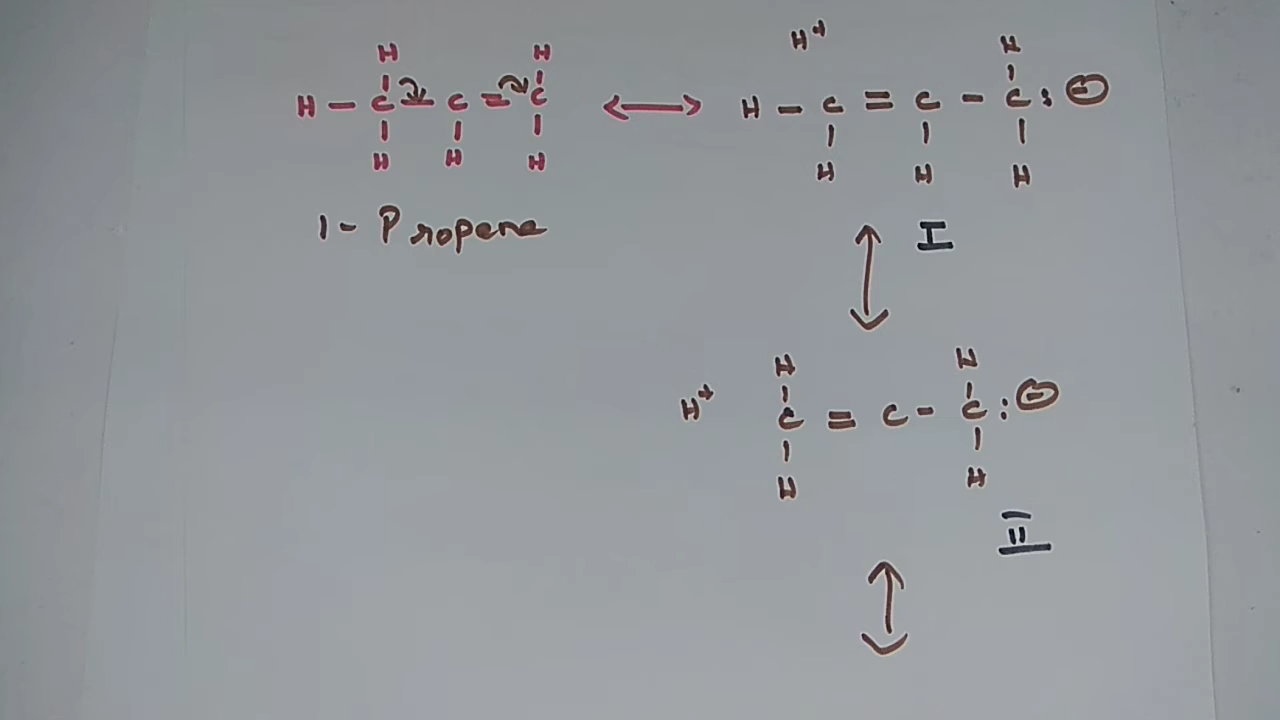 H H H⁺ H
H - C - C = C ⟷ H - C = C - C : ⊖
H H H H H H
1 - Propene
I
H H
H⁺ C = C - C : ⊖
H H
II